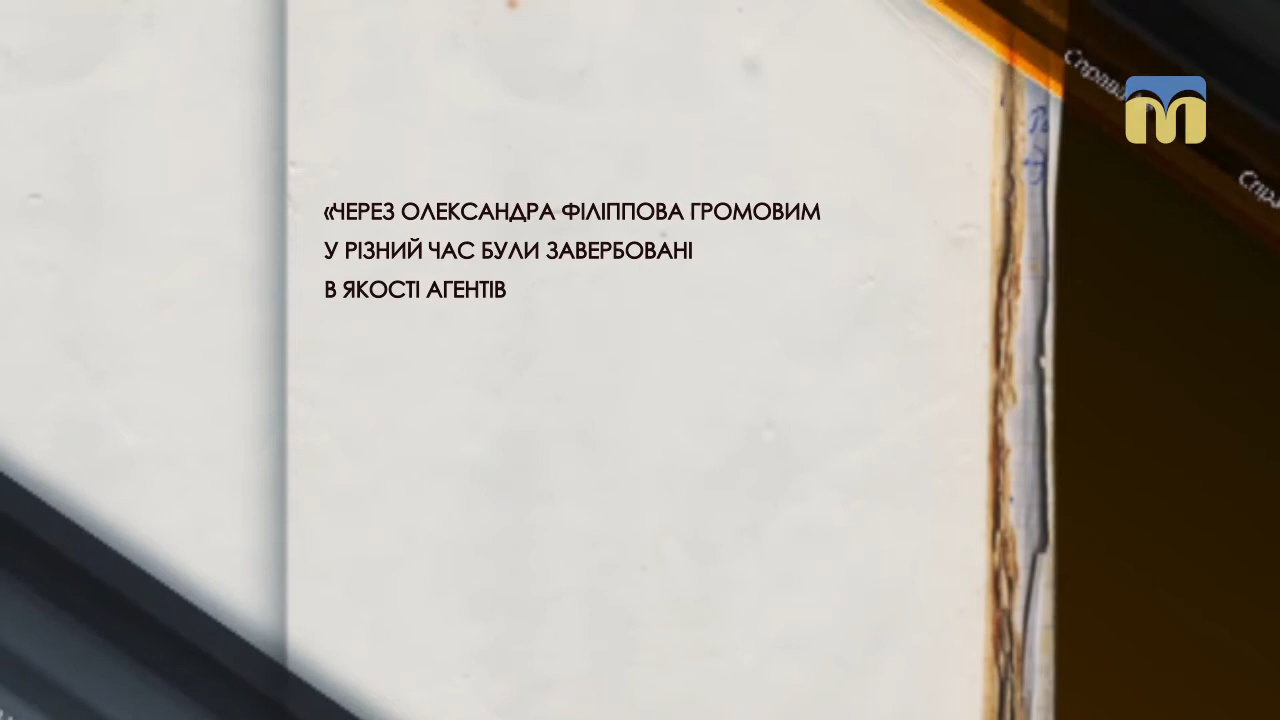 «ЧЕРЕЗ ОЛЕКСАНДРА ФІЛІППОВА ГРОМОВИМ
У РІЗНИЙ ЧАС БУЛИ ЗАВЕРБОВАНІ
В ЯКОСТІ АГЕНТІВ